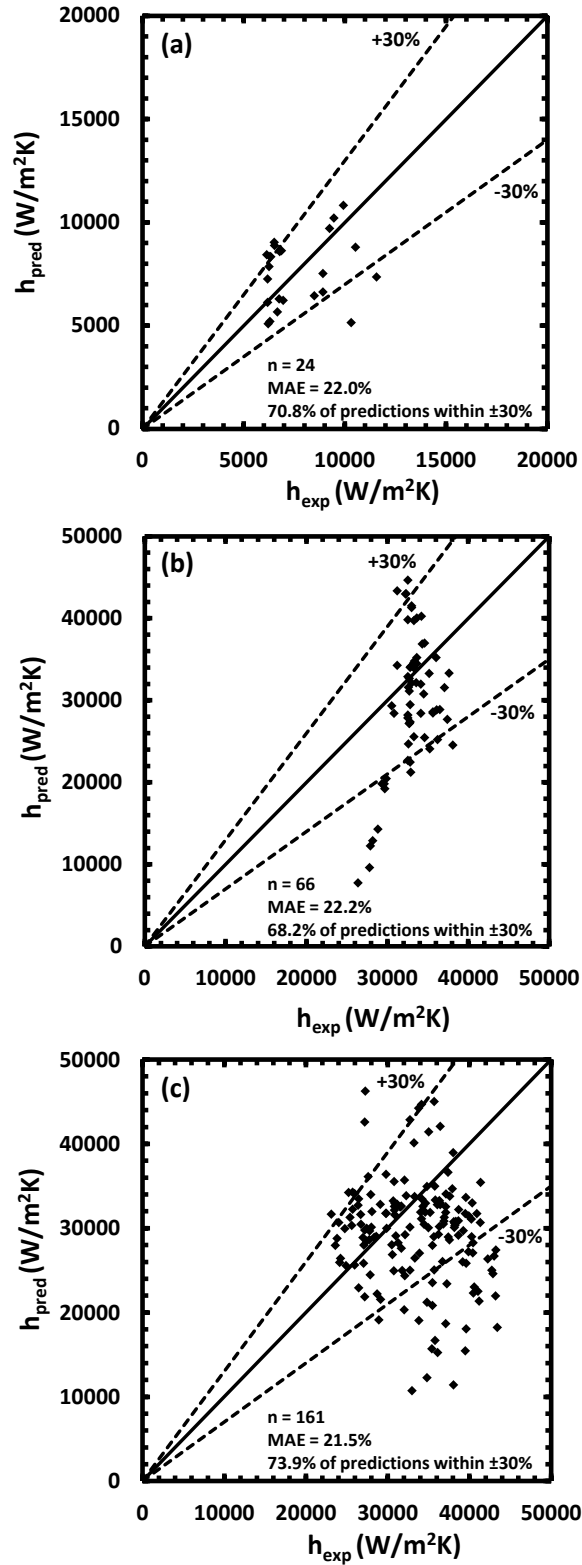 20000
(a)
+30%
15000
-30%
10000
5000
0
h_pred (W/m²K)
n = 24
MAE = 22.0%
70.8% of predictions within ±30%
0 5000 10000 15000 20000
h_exp (W/m²K)
50000
(b)
+30%
40000
-30%
30000
20000
10000
0
h_pred (W/m²K)
n = 66
MAE = 22.2%
68.2% of predictions within ±30%
0 10000 20000 30000 40000 50000
h_exp (W/m²K)
50000
(c)
+30%
40000
30000
-30%
20000
10000
0
h_pred (W/m²K)
n = 161
MAE = 21.5%
73.9% of predictions within ±30%
0 10000 20000 30000 40000 50000
h_exp (W/m²K)